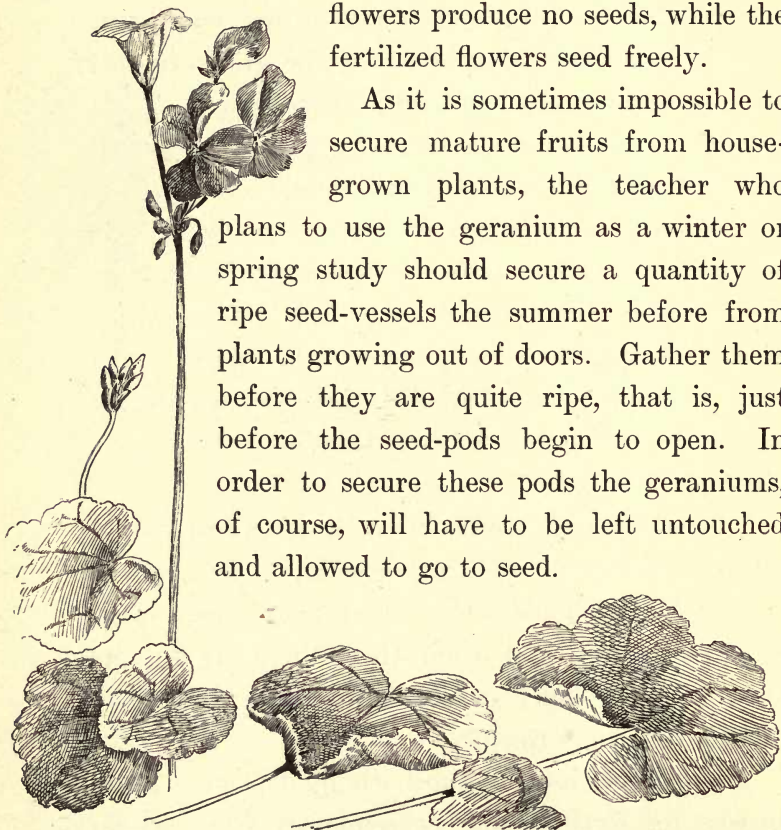 flowers produce no seeds, while the
fertilized flowers seed freely.
As it is sometimes impossible to
secure mature fruits from house-
grown plants, the teacher who
plans to use the geranium as a winter or
spring study should secure a quantity of
ripe seed-vessels the summer before from
plants growing out of doors. Gather them
before they are quite ripe, that is, just
before the seed-pods begin to open. In
order to secure these pods the geraniums,
of course, will have to be left untouched
and allowed to go to seed.